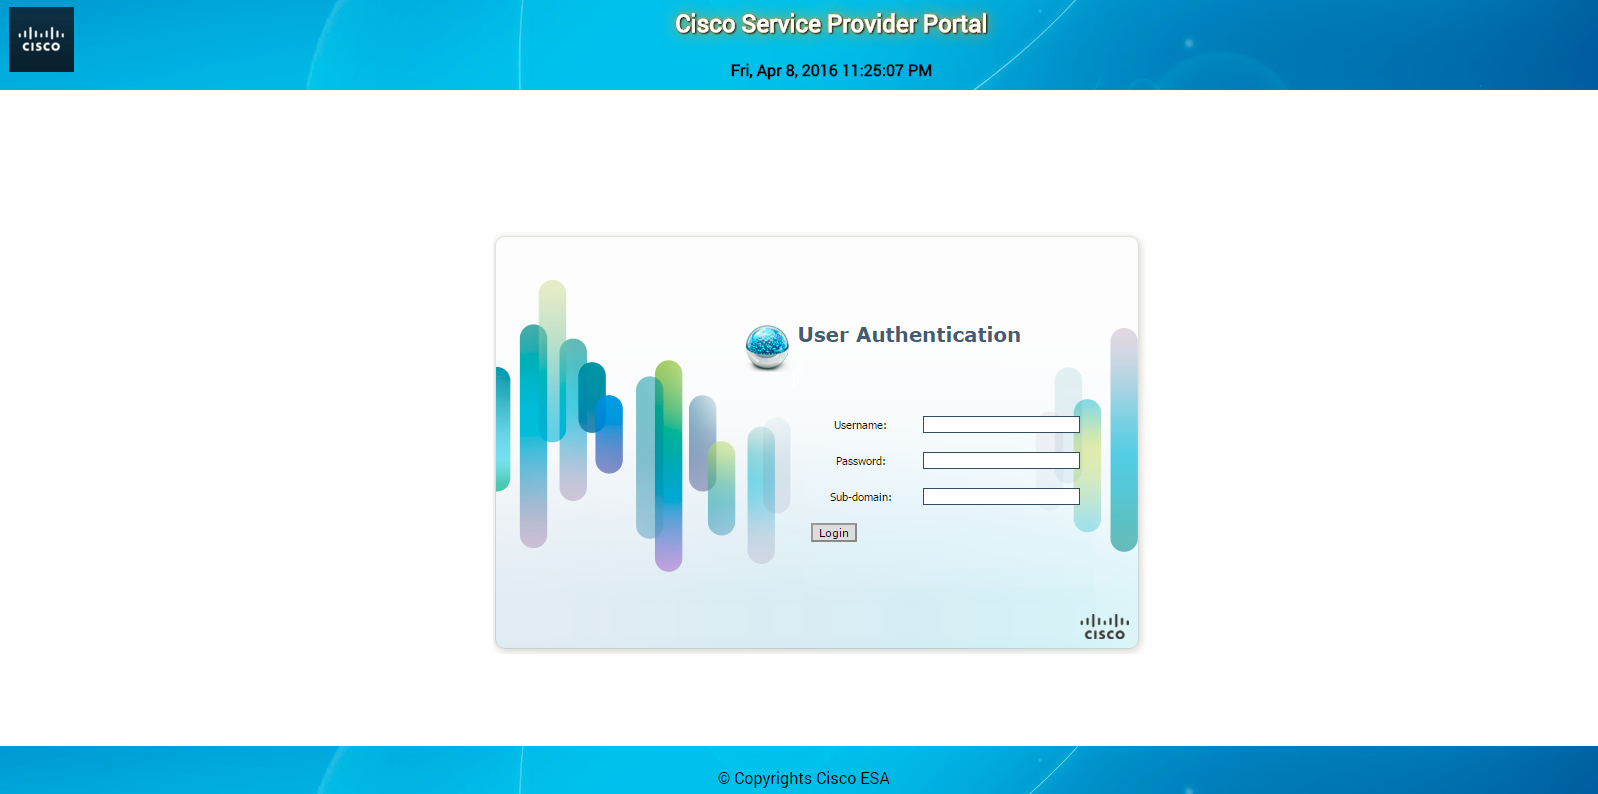 CISCO
Cisco Service Provider Portal
Fri, Apr 8, 2016 11:25:07 PM
User Authentication
Username:
Password:
Sub-domain:
Login
CISCO
© Copyrights Cisco ESA